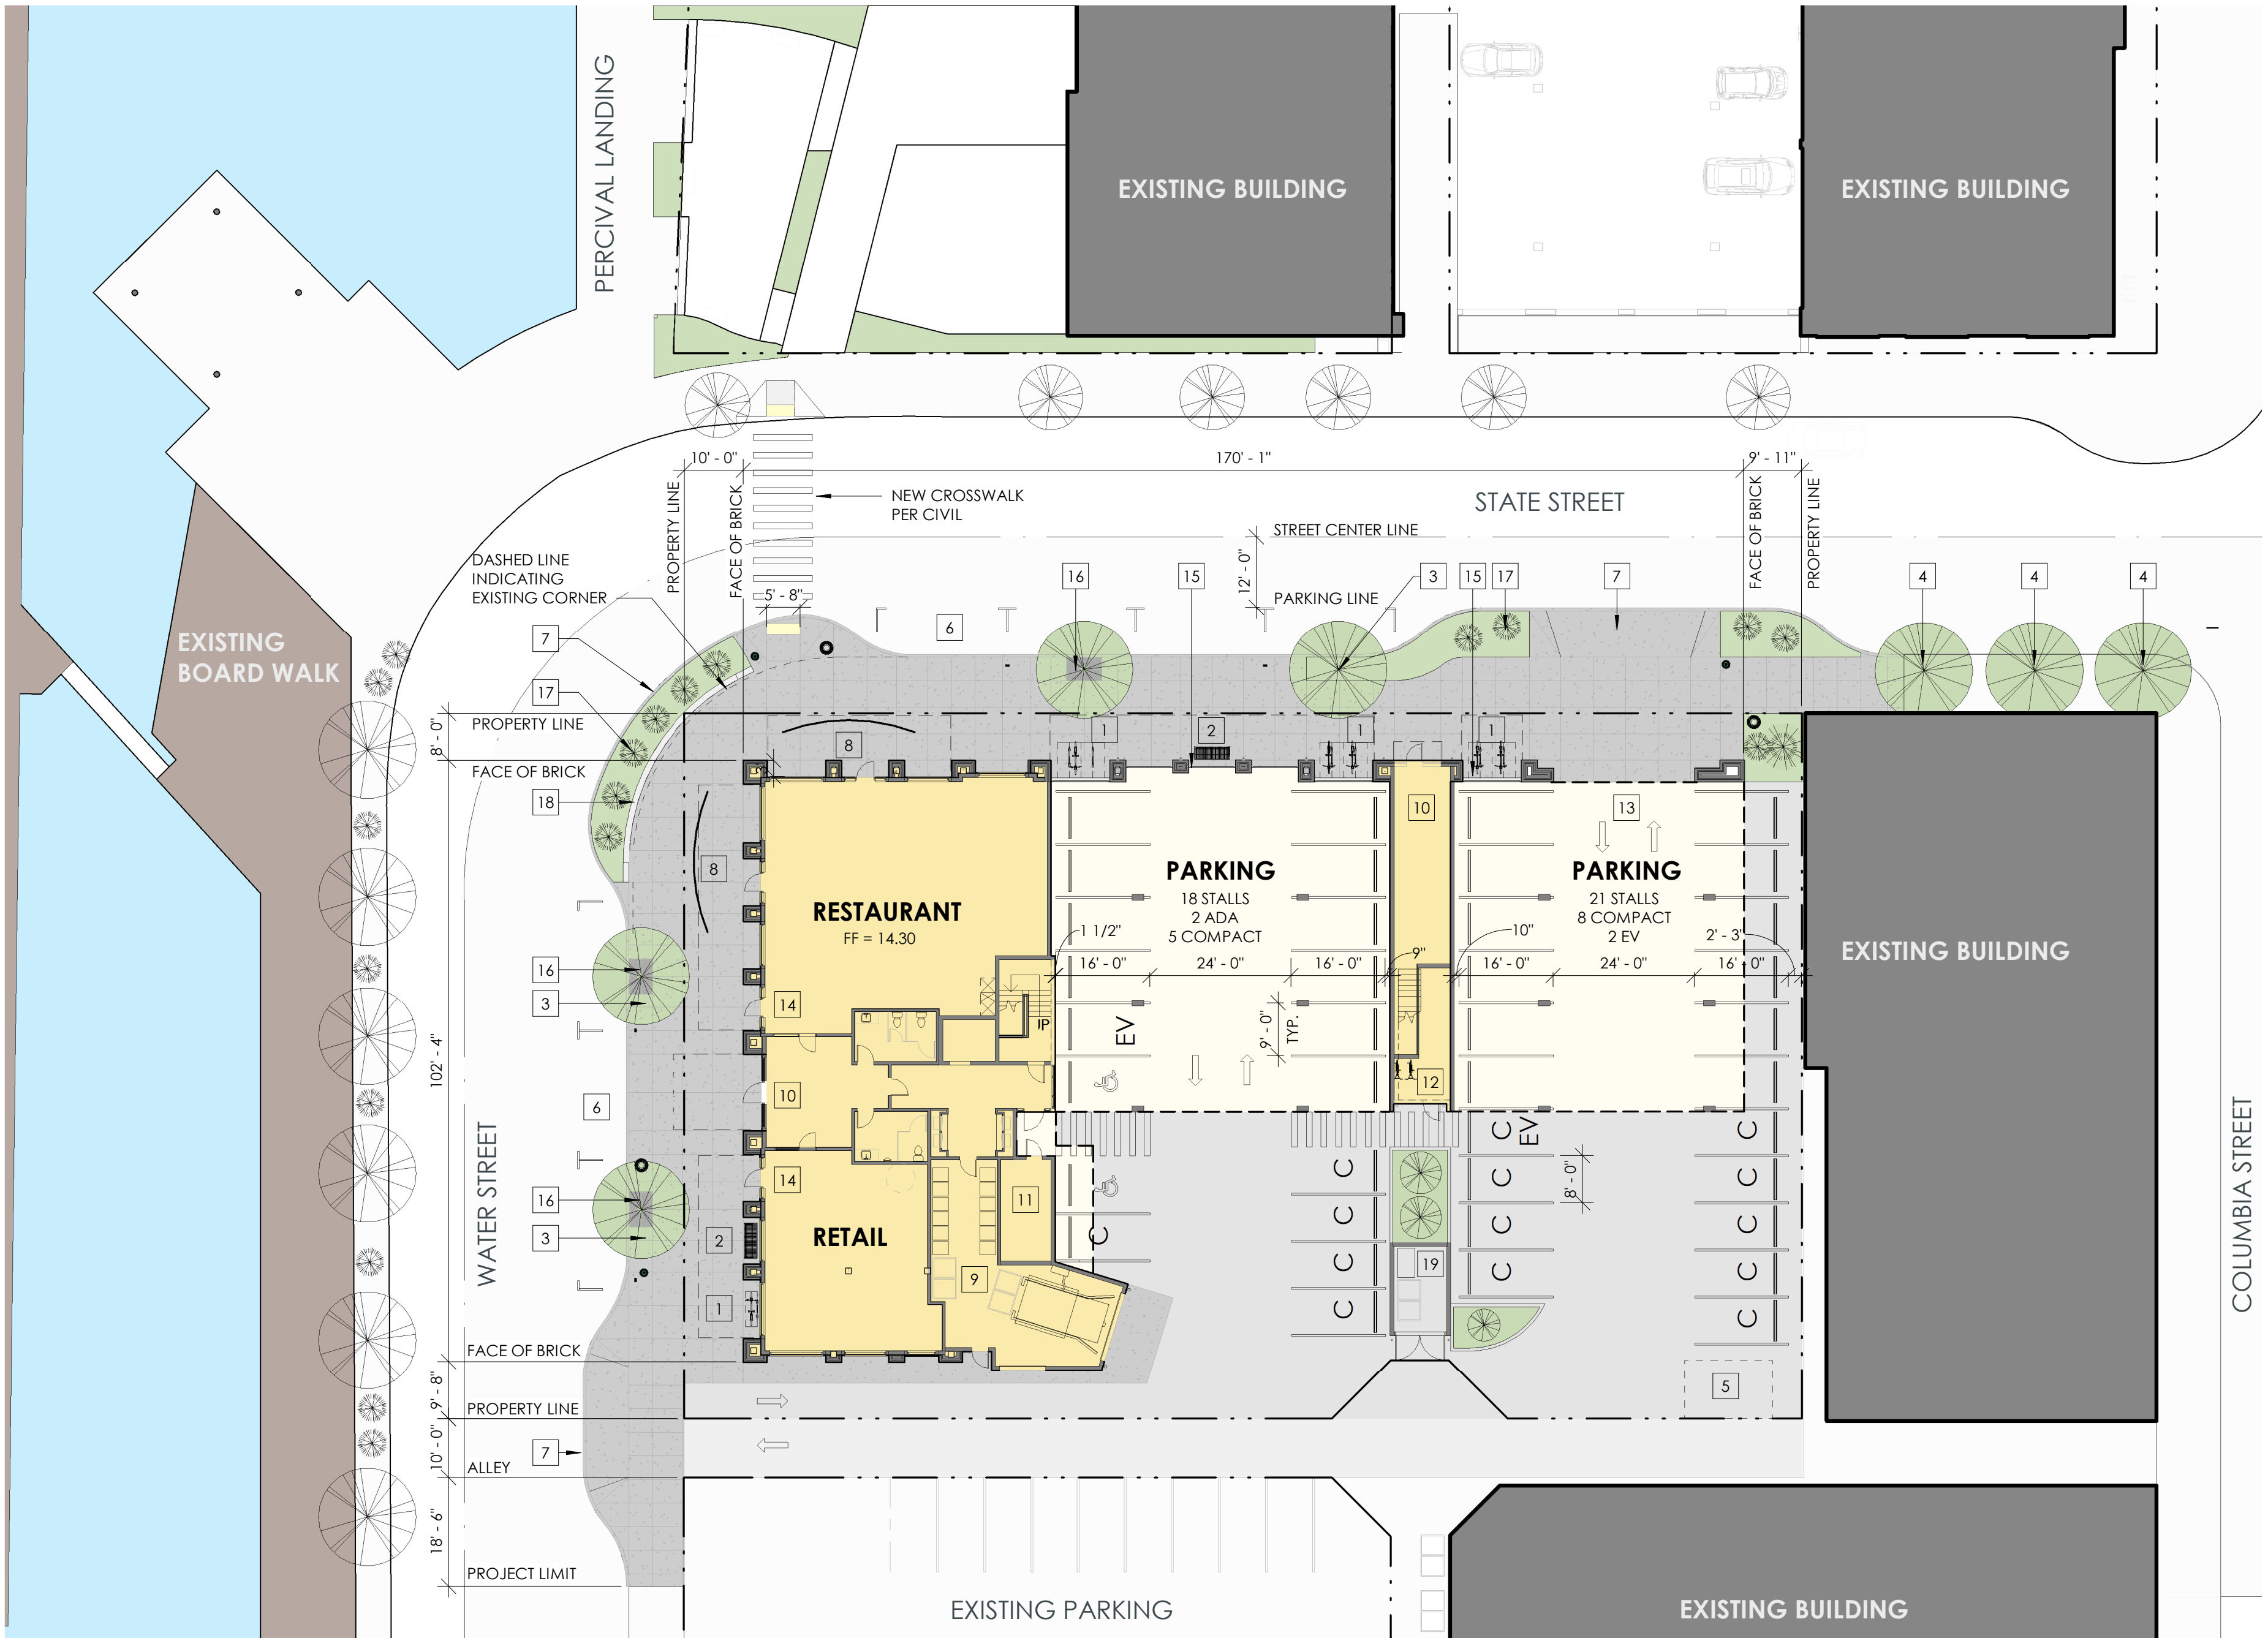 PERCIVAL LANDING
EXISTING BUILDING
EXISTING BUILDING
10' - 0"
170' - 1"
9' - 11"
PROPERTY LINE
FACE OF BRICK
NEW CROSSWALK
PER CIVIL
STATE STREET
FACE OF BRICK
PROPERTY LINE
STREET CENTER LINE
12' - 0"
PARKING LINE
DASHED LINE
INDICATING
EXISTING CORNER
5' - 8"
16
15
3
15
17
7
4
4
4
6
7
EXISTING
BOARD WALK
17
PROPERTY LINE
8' - 0"
FACE OF BRICK
18
8
1
2
1
1
8
10
13
RESTAURANT
FF = 14.30
PARKING
18 STALLS
2 ADA
5 COMPACT
PARKING
21 STALLS
8 COMPACT
2 EV
1 1/2"
9"
10"
2' - 3"
16' - 0"
24' - 0"
16' - 0"
16' - 0"
24' - 0"
16' - 0"
EXISTING BUILDING
16
3
14
EV
9' - 0"
TYP.
102' - 4"
6
10
12
WATER STREET
16
3
14
RETAIL
11
2
1
9
C
C
C
C
C
C
EV
C
C
C
8' - 0"
C
C
C
C
C
19
5
COLUMBIA STREET
FACE OF BRICK
9' - 8"
PROPERTY LINE
10' - 0"
7
ALLEY
18' - 6"
PROJECT LIMIT
EXISTING PARKING
EXISTING BUILDING